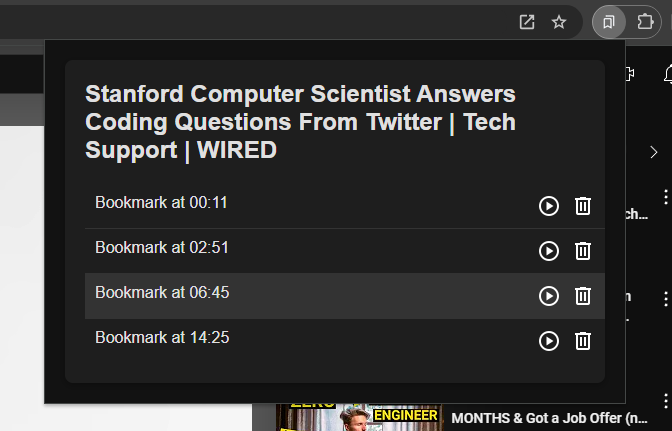 Stanford Computer Scientist Answers
Coding Questions From Twitter | Tech
Support | WIRED
Bookmark at 00:11
Bookmark at 02:51
Bookmark at 06:45
Bookmark at 14:25
ch...
n
.
ZERO
ENGINEER
MONTHS & Got a Job Offer (n...